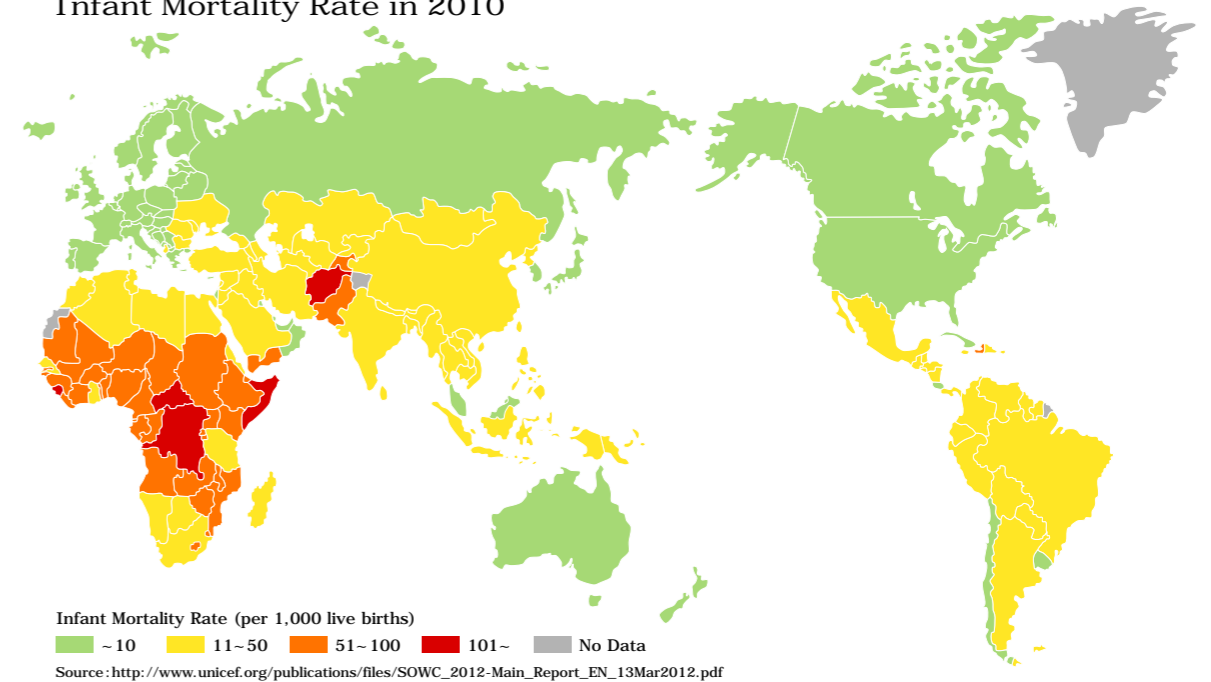 Infant Mortality Rate in 2010
Infant Mortality Rate (per 1,000 live births)
~10 11~50 51~100 101~ No Data
Source:http://www.unicef.org/publications/files/SOWC_2012-Main_Report_EN_13Mar2012.pdf